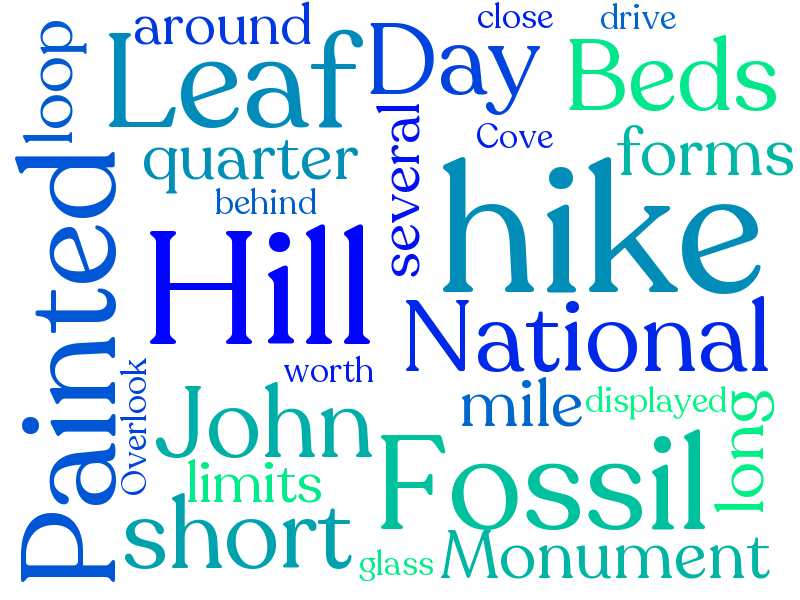 close
drive
around
loop
Leaf
Day
Beds
several
Cove
forms
quarter
Painted
behind
hike
Hill
National
worth
Overlook
John
mile
displayed
long
limits
Fossil
short
glass
Monument